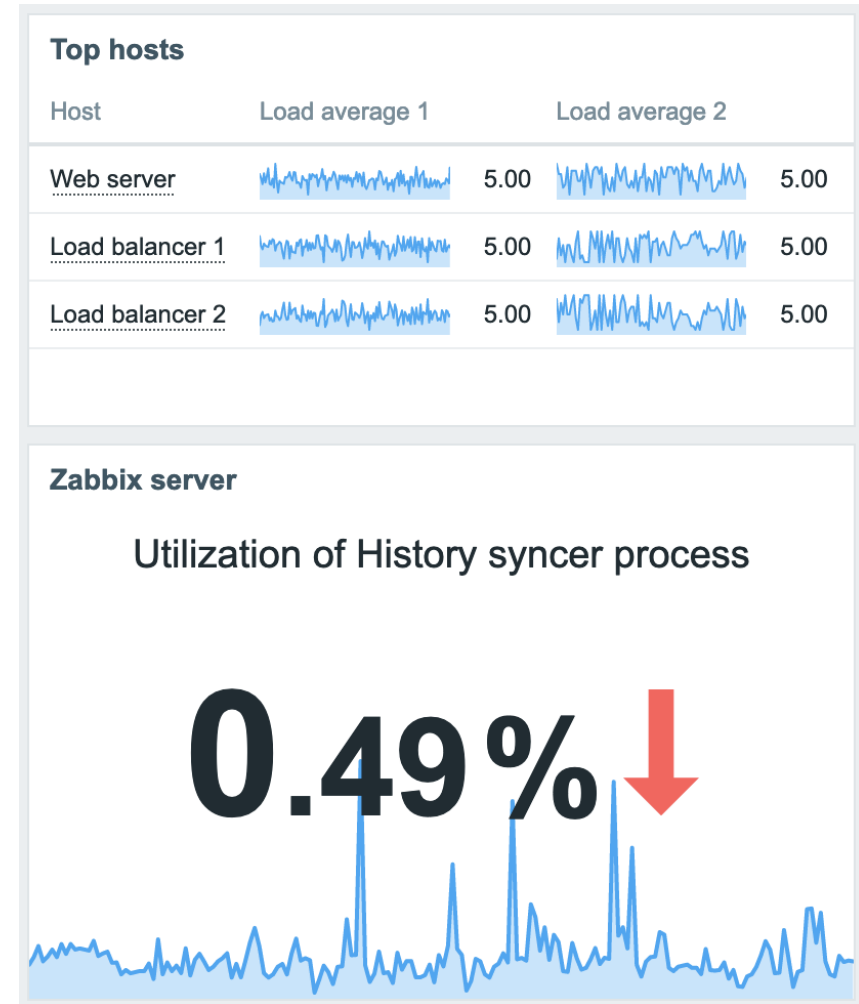 Top hosts
Host Load average 1 Load average 2
Web server 5.00 5.00
Load balancer 1 5.00 5.00
Load balancer 2 5.00 5.00
Zabbix server
Utilization of History syncer process
0.49%